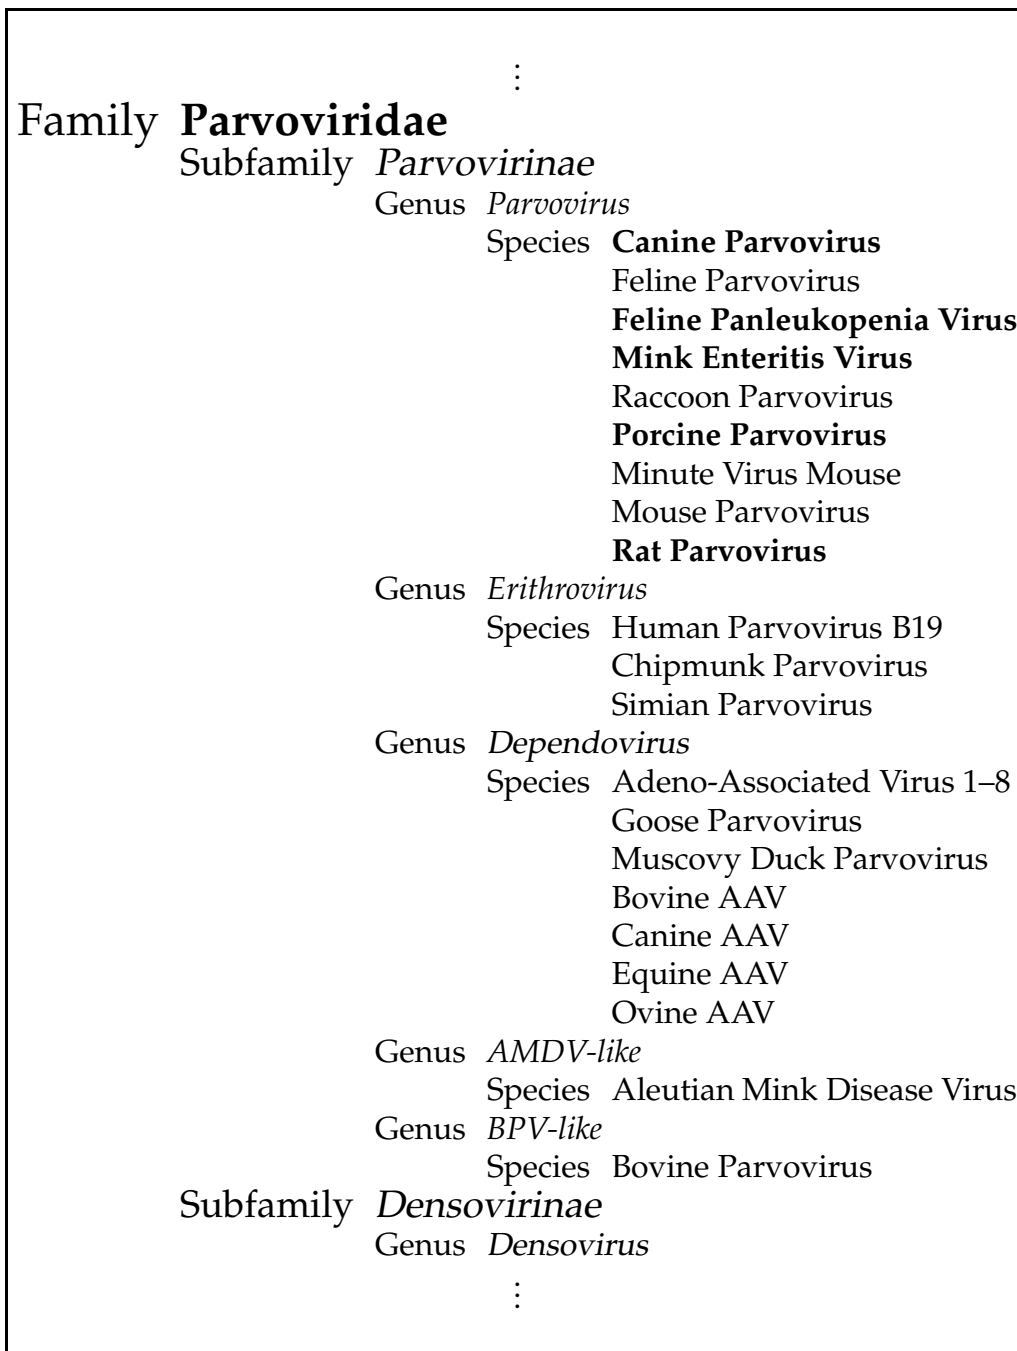 ⋮
Family Parvoviridae
Subfamily Parvovirinae
Genus Parvovirus
Species Canine Parvovirus
Feline Parvovirus
Feline Panleukopenia Virus
Mink Enteritis Virus
Raccoon Parvovirus
Porcine Parvovirus
Minute Virus Mouse
Mouse Parvovirus
Rat Parvovirus
Genus Erithrovirus
Species Human Parvovirus B19
Chipmunk Parvovirus
Simian Parvovirus
Genus Dependovirus
Species Adeno-Associated Virus 1–8
Goose Parvovirus
Muscovy Duck Parvovirus
Bovine AAV
Canine AAV
Equine AAV
Ovine AAV
Genus AMDV-like
Species Aleutian Mink Disease Virus
Genus BPV-like
Species Bovine Parvovirus
Subfamily Densovirinae
Genus Densovirus
⋮